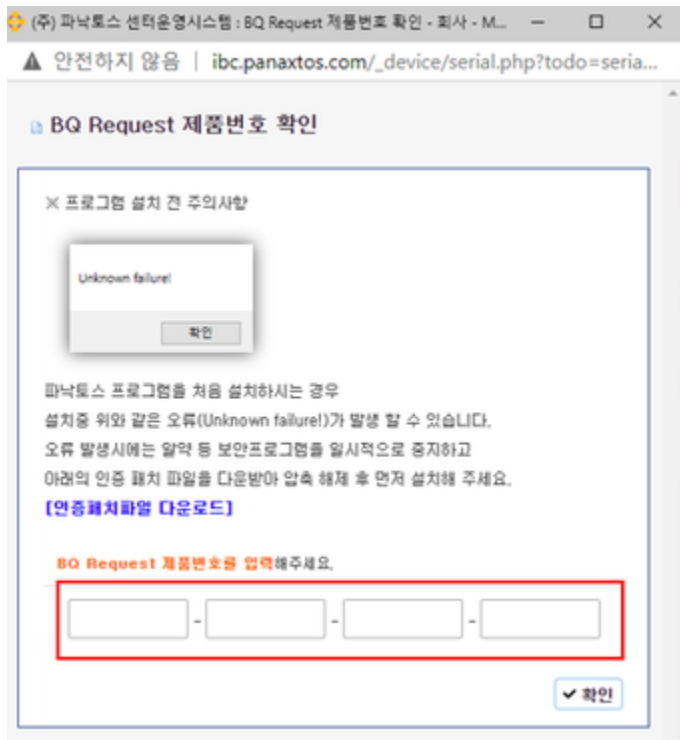 (주) 파낙토스 센터운영시스템 : BQ Request 제품번호 확인 - 회사 - M...
안전하지 않음 | ibc.panaxtos.com/_device/serial.php?todo=seria...
BQ Request 제품번호 확인
※ 프로그램 설치 전 주의사항
Unknown failure!
확인
파낙토스 프로그램을 처음 설치하시는 경우
설치중 위와 같은 오류(Unknown failure!)가 발생 할 수 있습니다.
오류 발생시에는 알약 등 보안프로그램을 일시적으로 중지하고
아래의 인증 패치 파일을 다운받아 압축 해제 후 먼저 설치해 주세요.
[인증패치파일 다운로드]
BQ Request 제품번호를 입력해주세요.
- - -
✔ 확인